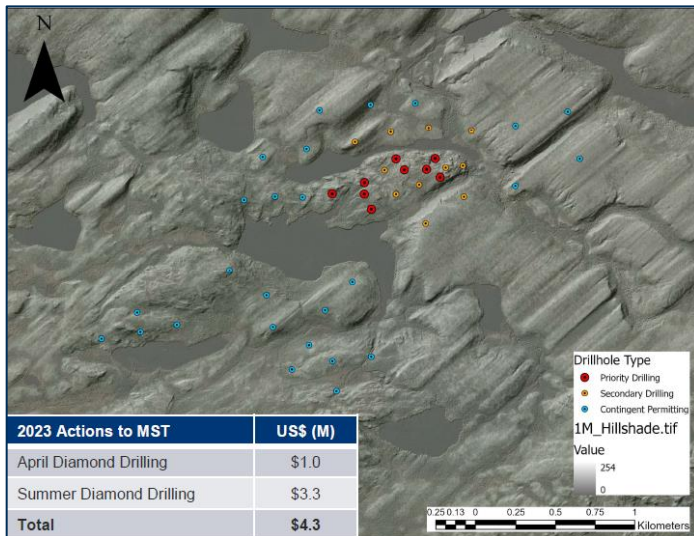 N
Drillhole Type
Priority Drilling
Secondary Drilling
Contingent Permitting
1M_Hillshade.tif
Value
254
0
2023 Actions to MST US$ (M)
April Diamond Drilling $1.0
Summer Diamond Drilling $3.3
Total $4.3
0.25 0.13 0 0.25 0.5 0.75 1
Kilometers